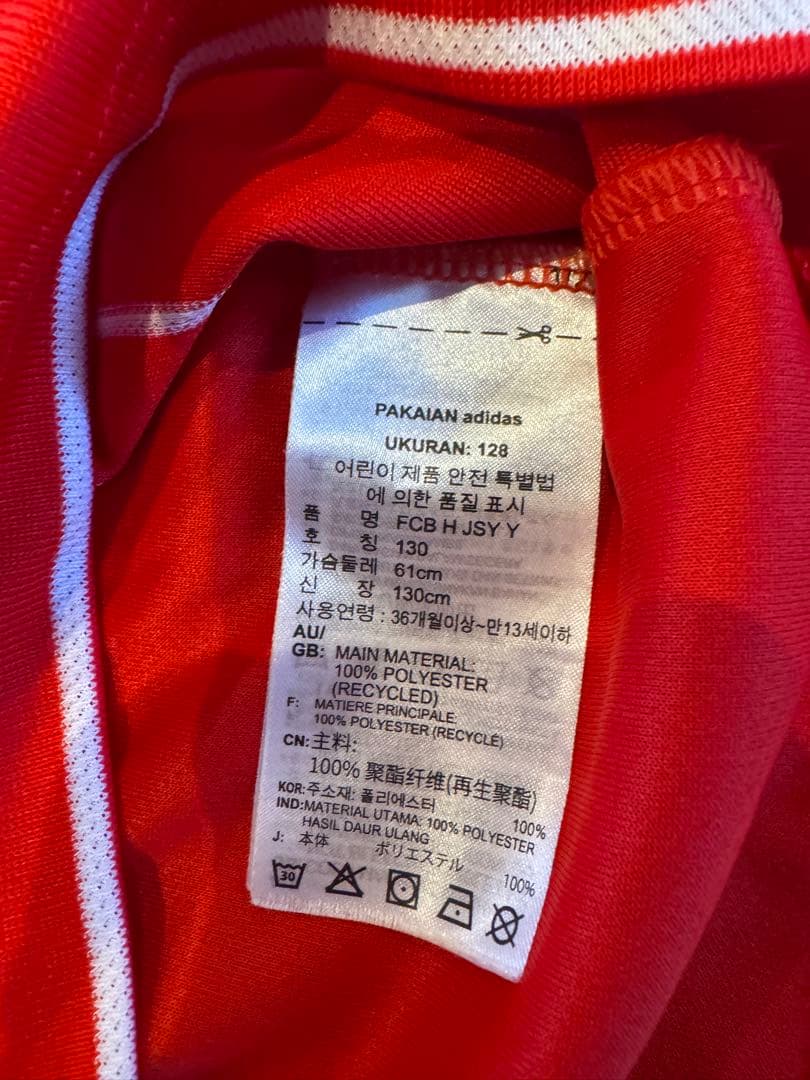 PAKAIAN adidas
UKURAN: 128
어린이 제품 안전 특별법
에 의한 품질 표시
품 명 FCB H JSY Y
호 칭 130
가슴둘레 61cm
신 장 130cm
사용연령 : 36개월이상~만13세이하
AU/
GB: MAIN MATERIAL:
100% POLYESTER
(RECYCLED)
F: MATIERE PRINCIPALE:
100% POLYESTER (RECYCLÉ)
CN: 主料:
100% 聚酯纤维(再生聚酯)
KOR: 주소재: 폴리에스터 100%
IND: MATERIAL UTAMA: 100% POLYESTER
HASIL DAUR ULANG
J: 本体 ポリエステル 100%
30